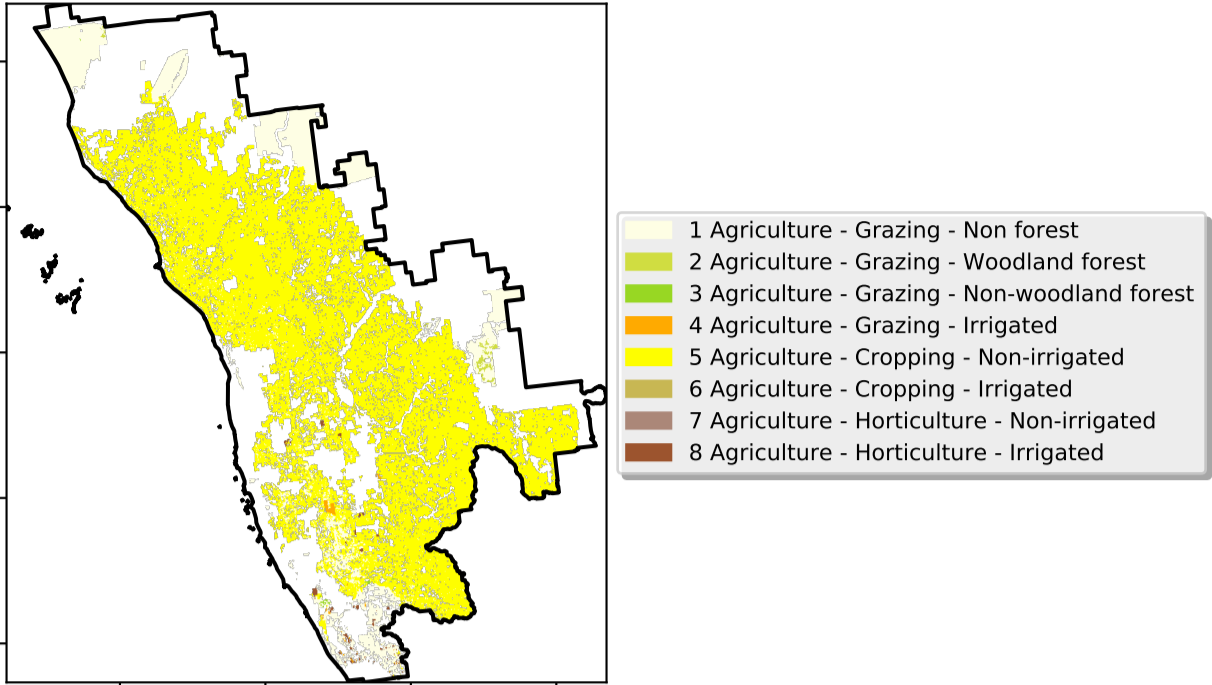 1 Agriculture - Grazing - Non forest
2 Agriculture - Grazing - Woodland forest
3 Agriculture - Grazing - Non-woodland forest
4 Agriculture - Grazing - Irrigated
5 Agriculture - Cropping - Non-irrigated
6 Agriculture - Cropping - Irrigated
7 Agriculture - Horticulture - Non-irrigated
8 Agriculture - Horticulture - Irrigated